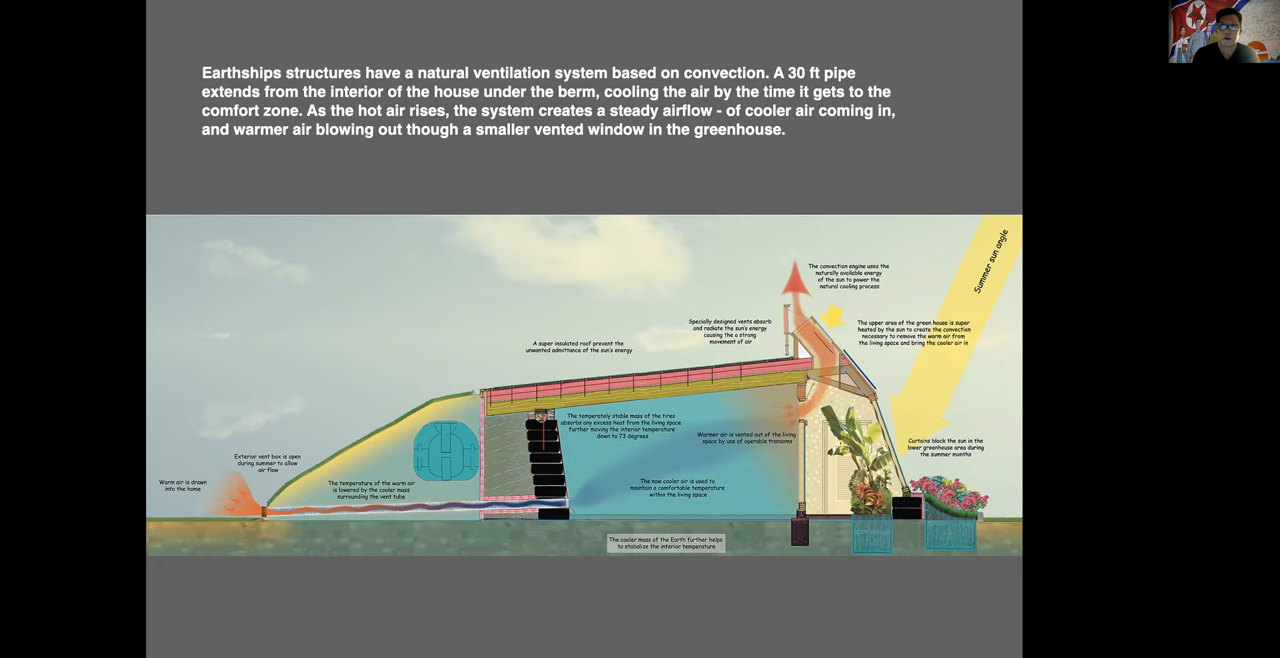 Earthships structures have a natural ventilation system based on convection. A 30 ft pipe
extends from the interior of the house under the berm, cooling the air by the time it gets to the
comfort zone. As the hot air rises, the system creates a steady airflow - of cooler air coming in,
and warmer air blowing out though a smaller vented window in the greenhouse.
Summer sun angle
The convection engine uses the
naturally available energy
of the sun to power the
natural cooling process
Specially designed vents absorb
and radiate the sun's energy
causing the a strong
movement of air
The upper area of the green house is super
heated by the sun to create the convection
necessary to remove the warm air from
the living space and bring the cooler air in
A super insulated roof prevent the
unwanted admittance of the sun's energy
The temperately stable mass of the tires
absorbs any excess heat from the living space
further moving the interior temperature
down to 73 degrees
Warmer air is vented out of the living
space by use of operable transoms
Curtains block the sun in the
lower greenhouse area during
the summer months
Exterior vent box is open
during summer to allow
air flow
Warm air is drawn
into the home
The temperature of the warm air
is lowered by the cooler mass
surrounding the vent tube
The now cooler air is used to
maintain a comfortable temperature
within the living space
The cooler mass of the Earth further helps
to stabalize the interior temperature